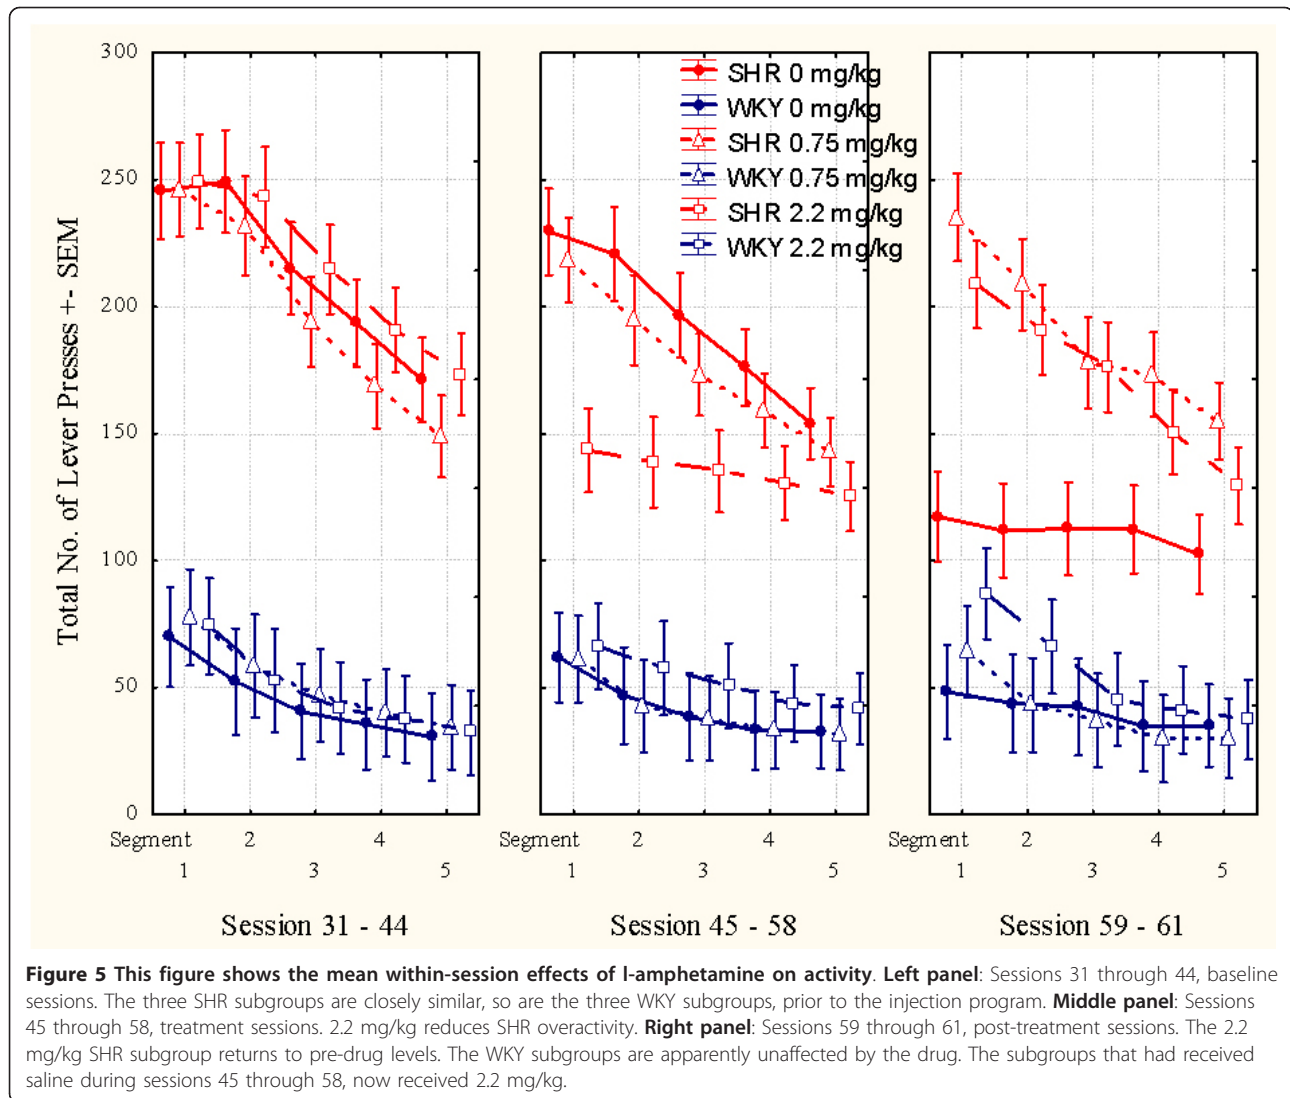 300
250
200
150
100
50
0
Total No. of Lever Presses +- SEM
SHR 0 mg/kg
WKY 0 mg/kg
SHR 0.75 mg/kg
WKY 0.75 mg/kg
SHR 2.2 mg/kg
WKY 2.2 mg/kg
Segment 2 4 2 4 2 4
1 3 5 1 3 5 1 3 5
Session 31 - 44 Session 45 - 58 Session 59 - 61
Figure 5 This figure shows the mean within-session effects of l-amphetamine on activity. Left panel: Sessions 31 through 44, baseline
sessions. The three SHR subgroups are closely similar, so are the three WKY subgroups, prior to the injection program. Middle panel: Sessions
45 through 58, treatment sessions. 2.2 mg/kg reduces SHR overactivity. Right panel: Sessions 59 through 61, post-treatment sessions. The 2.2
mg/kg SHR subgroup returns to pre-drug levels. The WKY subgroups are apparently unaffected by the drug. The subgroups that had received
saline during sessions 45 through 58, now received 2.2 mg/kg.